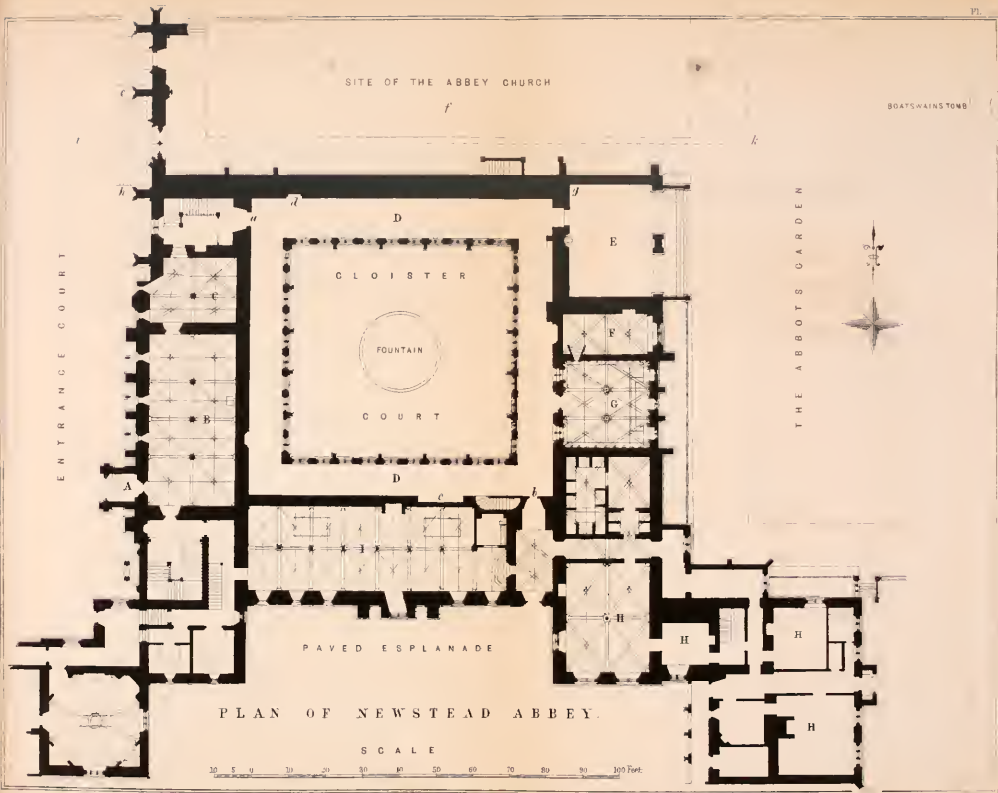 Pl.
SITE OF THE ABBEY CHURCH
f
BOATSWAINS TOMB
e
i
k
h
a
d
g
D
E
CLOISTER
C
FOUNTAIN
F
G
COURT
B
ENTRANCE COURT
THE ABBOTS GARDEN
A
D
c
b
I
H
H
H
PAVED ESPLANADE
H
PLAN OF NEWSTEAD ABBEY.
SCALE
10 5 0 10 20 30 40 50 60 70 80 90 100 Feet